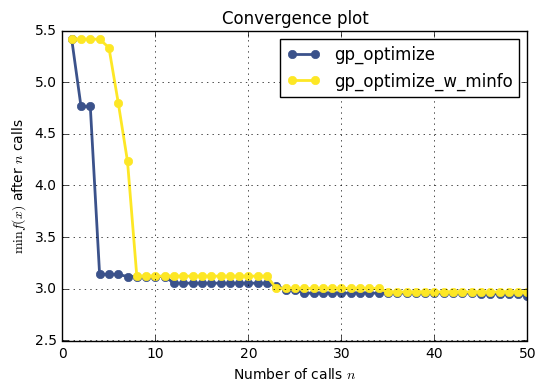 Convergence plot
gp_optimize
gp_optimize_w_minfo
min f(x) after n calls
5.5
5.0
4.5
4.0
3.5
3.0
2.5
0 10 20 30 40 50
Number of calls n